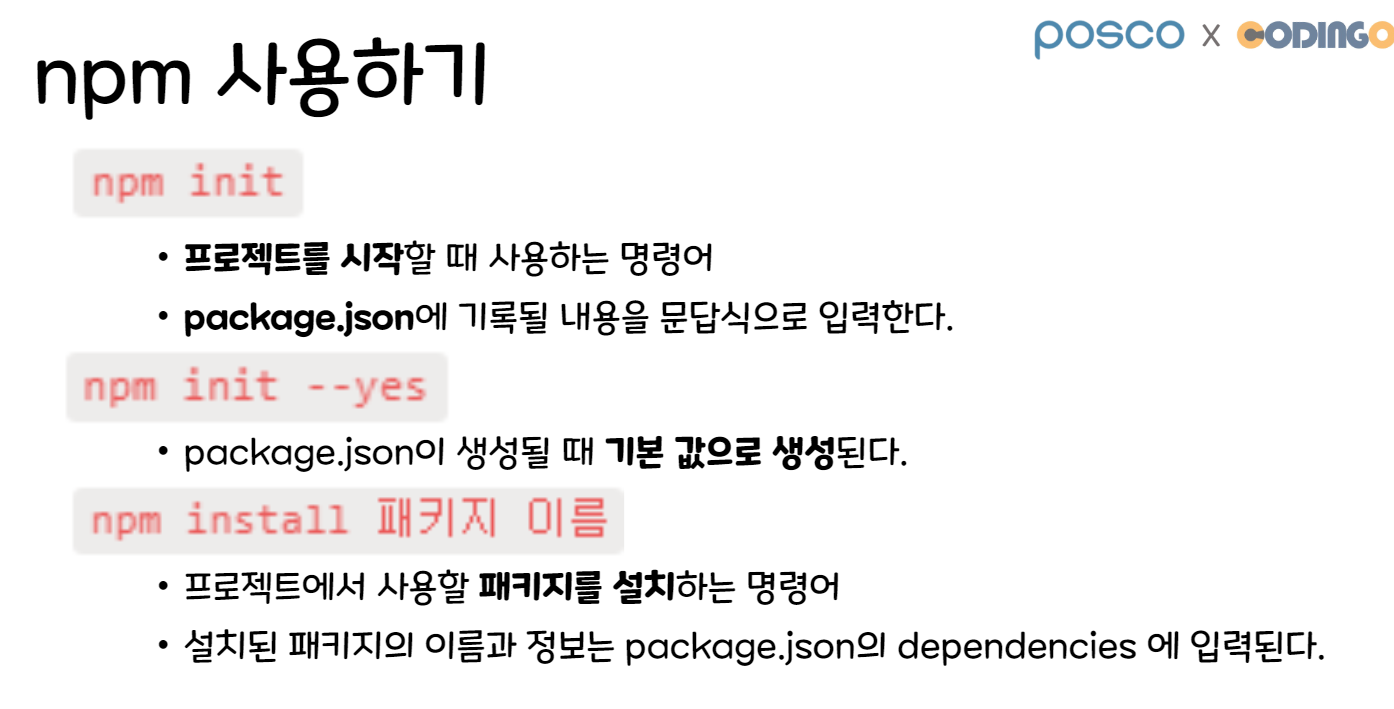 posco x CODINGO
npm 사용하기
npm init
• 프로젝트를 시작할 때 사용하는 명령어
• package.json에 기록될 내용을 문답식으로 입력한다.
npm init --yes
• package.json이 생성될 때 기본 값으로 생성된다.
npm install 패키지 이름
• 프로젝트에서 사용할 패키지를 설치하는 명령어
• 설치된 패키지의 이름과 정보는 package.json의 dependencies 에 입력된다.